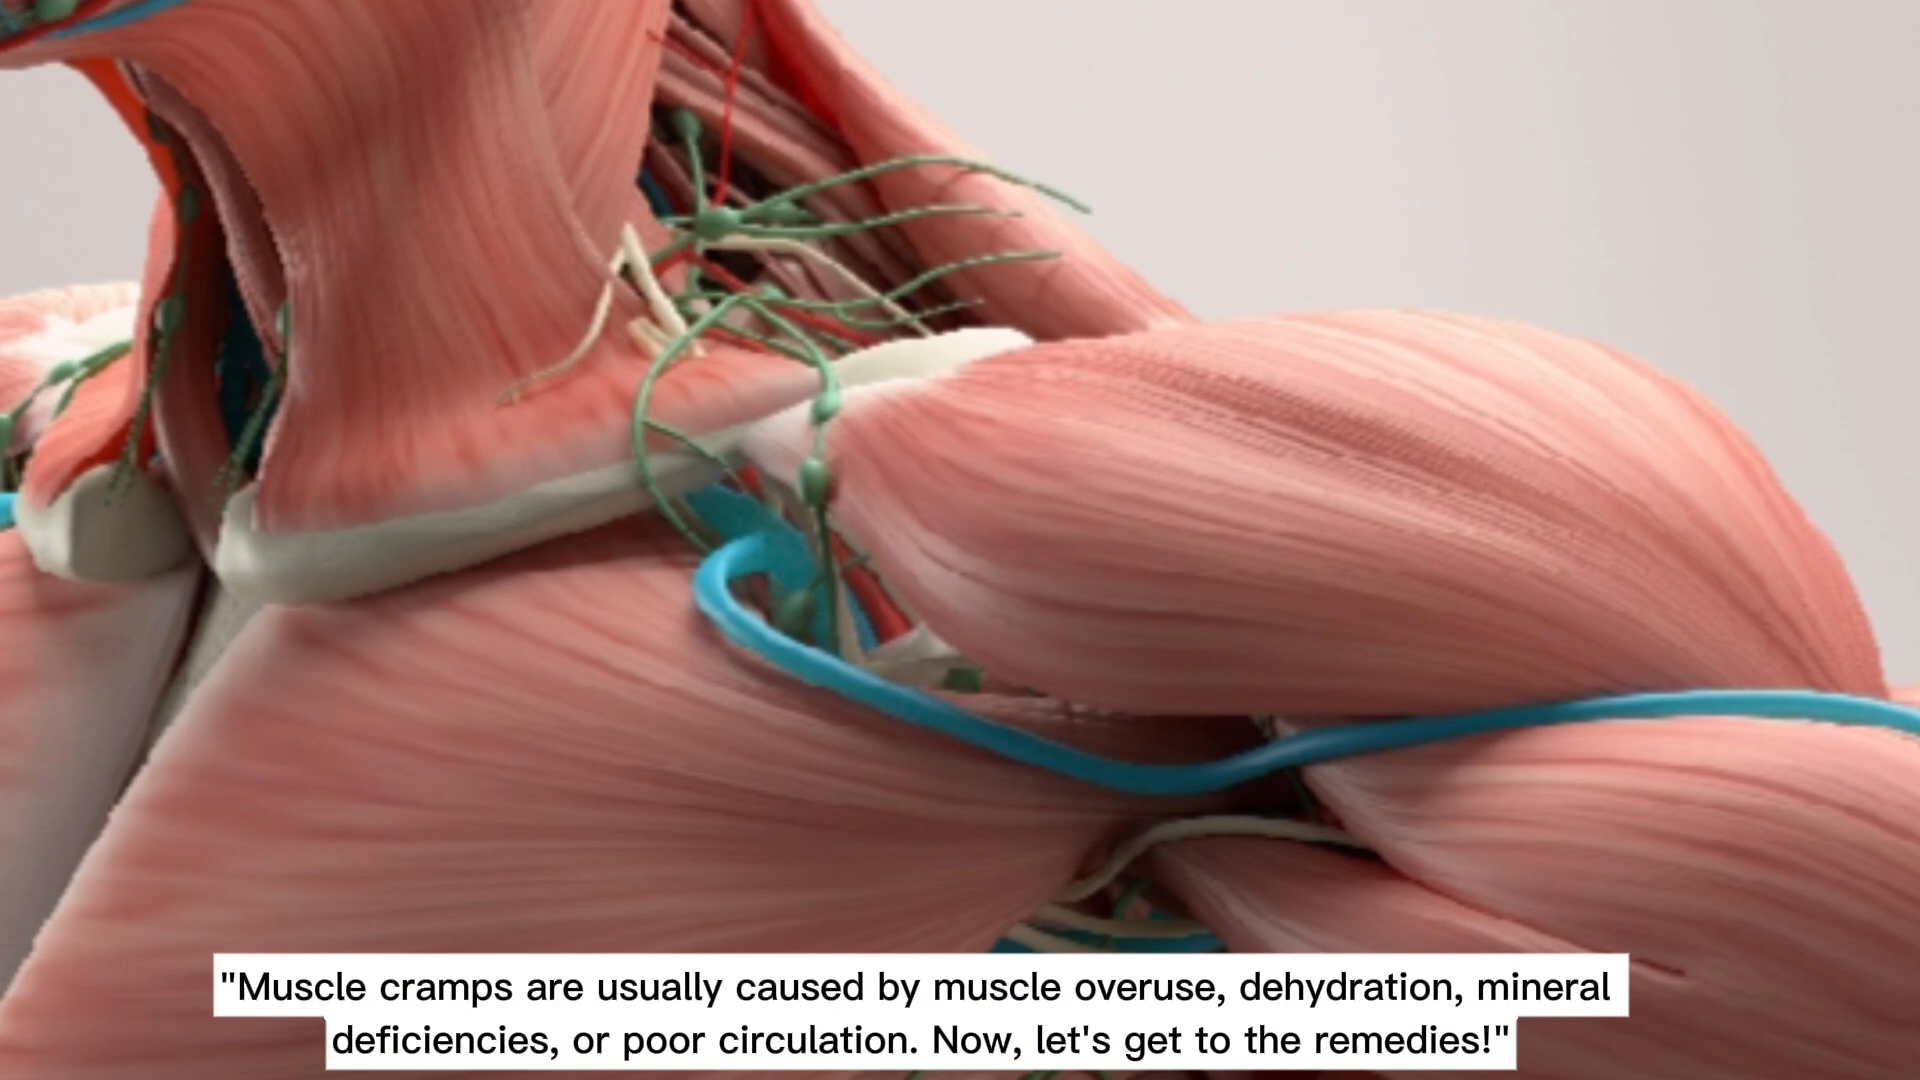 "Muscle cramps are usually caused by muscle overuse, dehydration, mineral
deficiencies, or poor circulation. Now, let's get to the remedies!"